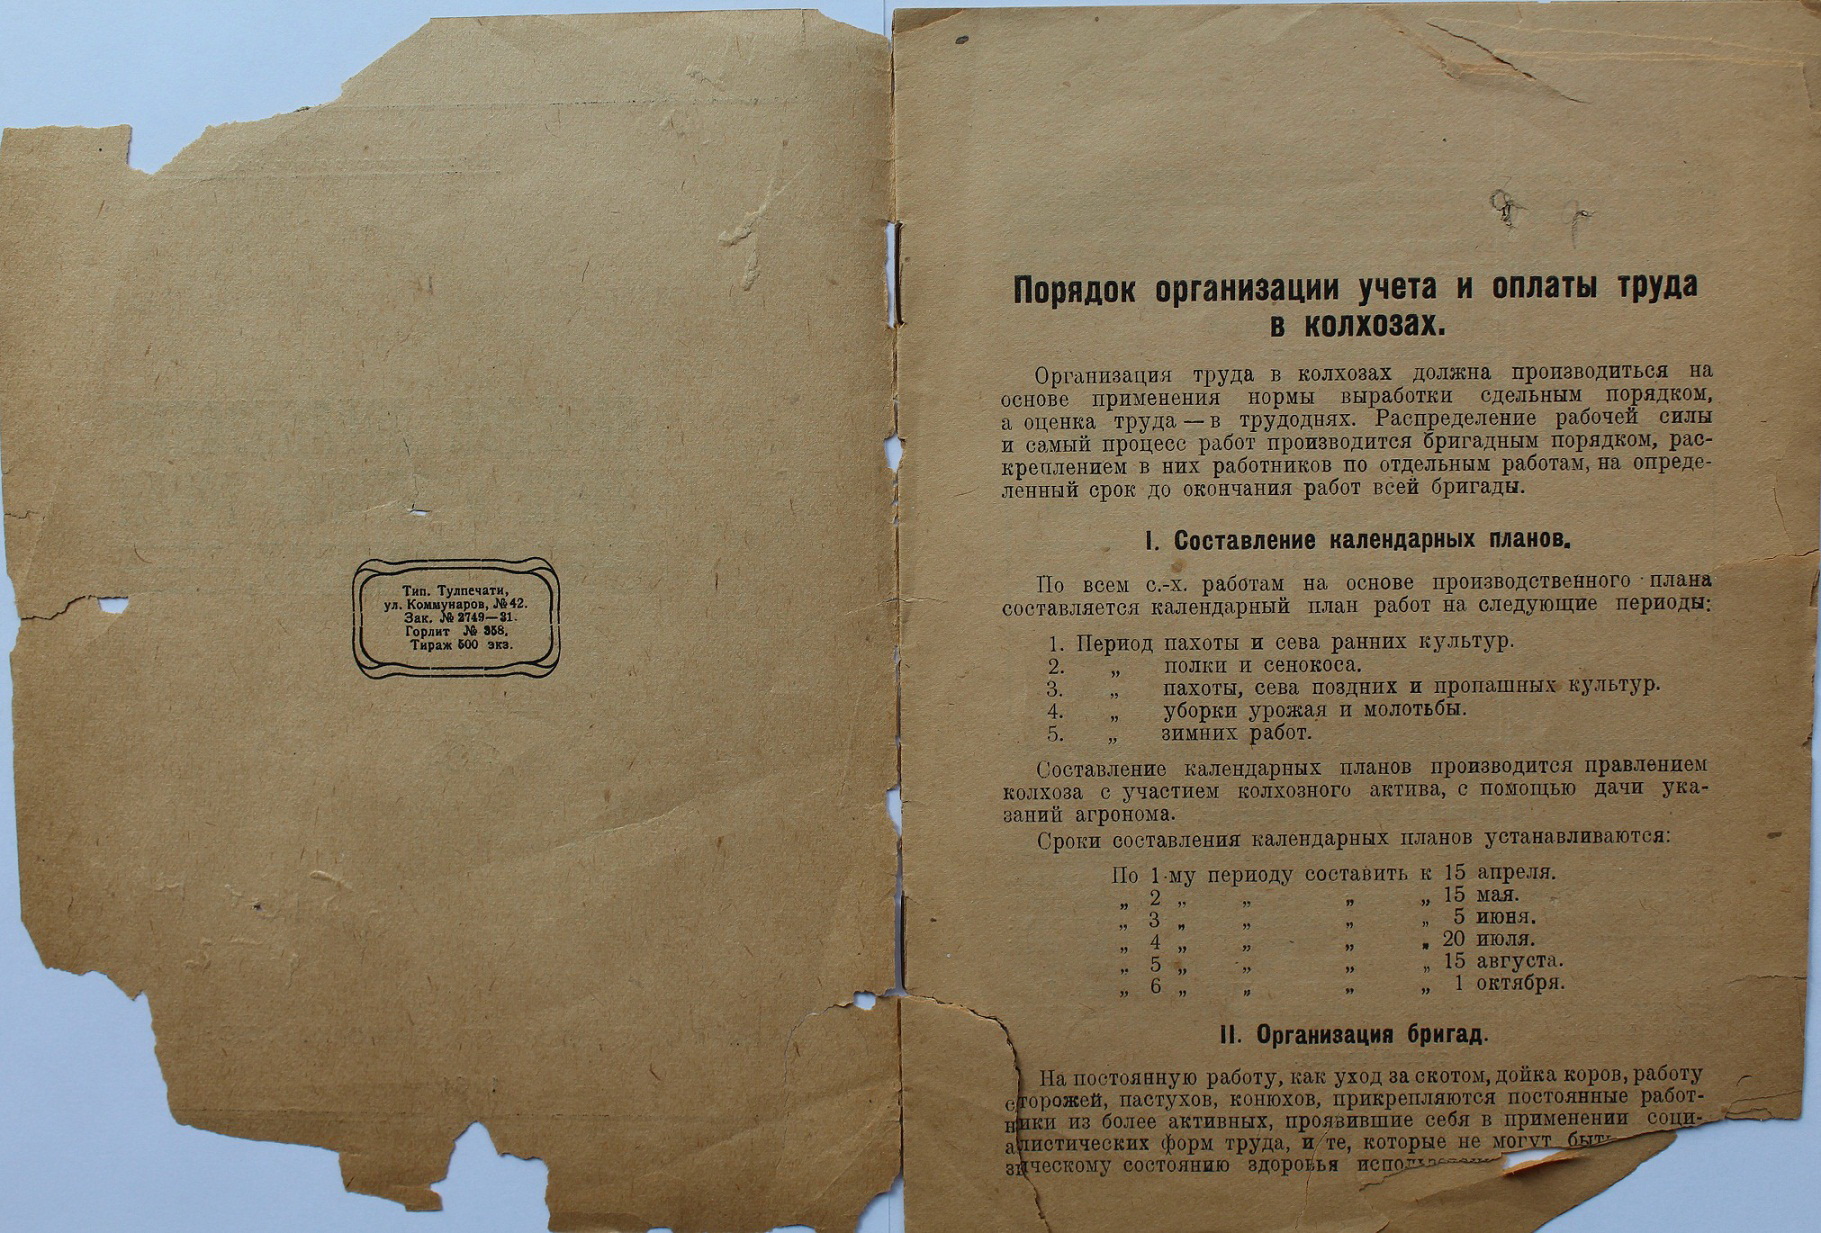 Тип. Тулпечати,
ул. Коммунаров, № 42.
Зак. № 2749—31.
Горлит № 358.
Тираж 500 экз.
Порядок организации учета и оплаты труда
в колхозах.
Организация труда в колхозах должна производиться на
основе применения нормы выработки сдельным порядком,
а оценка труда — в трудоднях. Распределение рабочей силы
и самый процесс работ производится бригадным порядком, рас-
креплением в них работников по отдельным работам, на опреде-
ленный срок до окончания работ всей бригады.
I. Составление календарных планов.
По всем с.-х. работам на основе производственного плана
составляется календарный план работ на следующие периоды:
1. Период пахоты и сева ранних культур.
2. „ полки и сенокоса.
3. „ пахоты, сева поздних и пропашных культур.
4. „ уборки урожая и молотьбы.
5. „ зимних работ.
Составление календарных планов производится правлением
колхоза с участием колхозного актива, с помощью дачи ука-
заний агронома.
Сроки составления календарных планов устанавливаются:
По 1-му периоду составить к 15 апреля.
„ 2 „ „ „ „ 15 мая.
„ 3 „ „ „ „ 5 июня.
„ 4 „ „ „ „ 20 июля.
„ 5 „ „ „ „ 15 августа.
„ 6 „ „ „ „ 1 октября.
II. Организация бригад.
На постоянную работу, как уход за скотом, дойка коров, работу
сторожей, пастухов, конюхов, прикрепляются постоянные работ-
ники из более активных, проявившие себя в применении соци-
алистических форм труда, и те, которые не могут быть
зическому состоянию здоровья